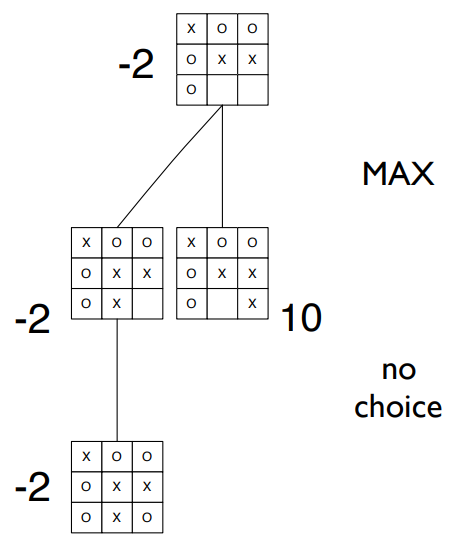 X O O
-2 O X X
O
MAX
X O O X O O
O X X O X X
-2 O X O X 10
no
choice
X O O
-2 O X X
O X O